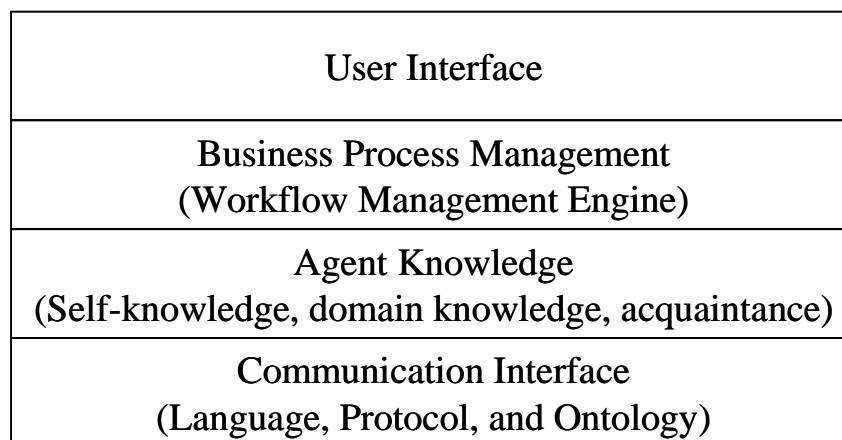 User Interface
Business Process Management
(Workflow Management Engine)
Agent Knowledge
(Self-knowledge, domain knowledge, acquaintance)
Communication Interface
(Language, Protocol, and Ontology)